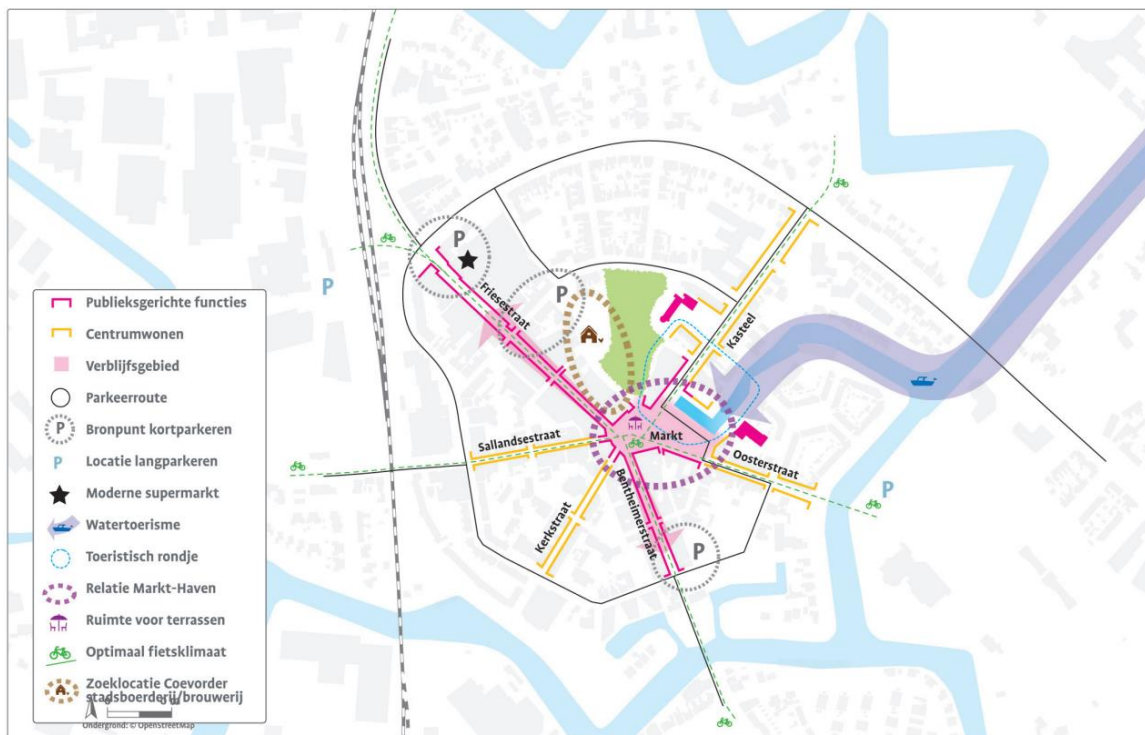 P
P
Friesestraat
P
Kasteel
Markt
Sallandsestraat
Oosterstraat
P
Kerkstraat
Bentheimerstraat
P
Publieksgerichte functies
Centrumwonen
Verblijfsgebied
Parkeerroute
P Bronpunt kortparkeren
P Locatie langparkeren
Moderne supermarkt
Watertoerisme
Toeristisch rondje
Relatie Markt-Haven
Ruimte voor terrassen
Optimaal fietsklimaat
Zoeklocatie Coevorder
stadsboerderij/brouwerij
Ondergrond: © OpenStreetMap